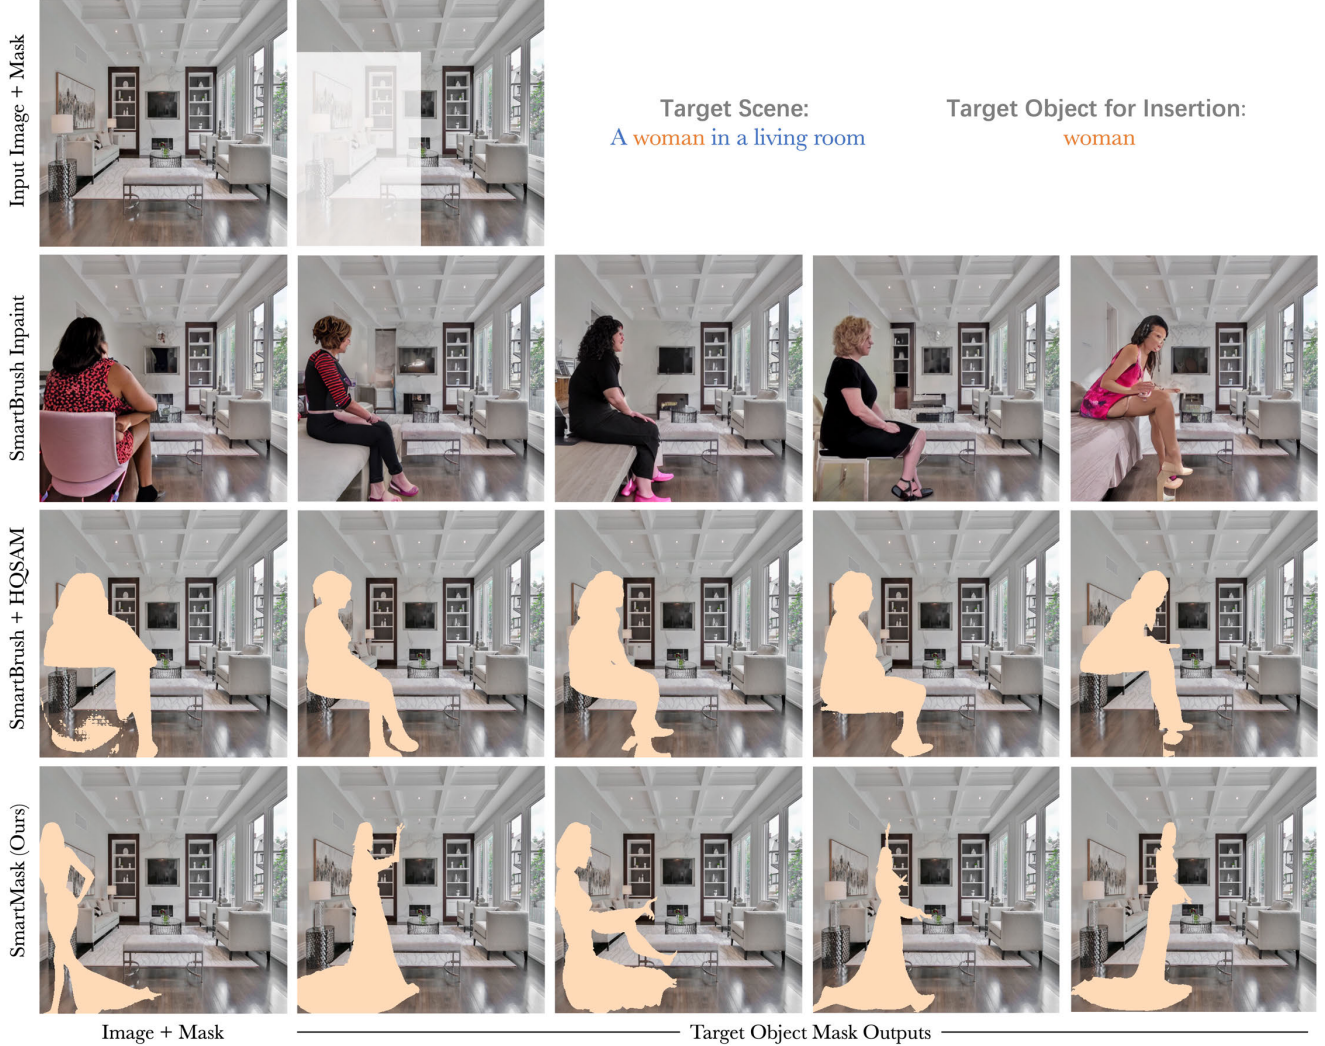 Input Image + Mask
Target Scene:
A woman in a living room
Target Object for Insertion:
woman
SmartBrush Inpaint
SmartBrush + HQSAM
SmartMask (Ours)
Image + Mask
Target Object Mask Outputs